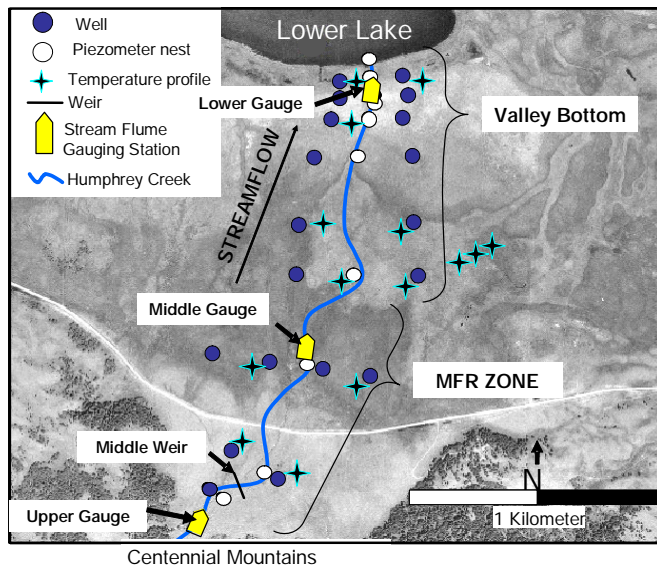 Lower Lake
Well
Piezometer nest
Temperature profile
Weir
Stream Flume
Gauging Station
Humphrey Creek
Lower Gauge
Valley Bottom
STREAMFLOW
Middle Gauge
MFR ZONE
Middle Weir
Upper Gauge
N
1 Kilometer
Centennial Mountains